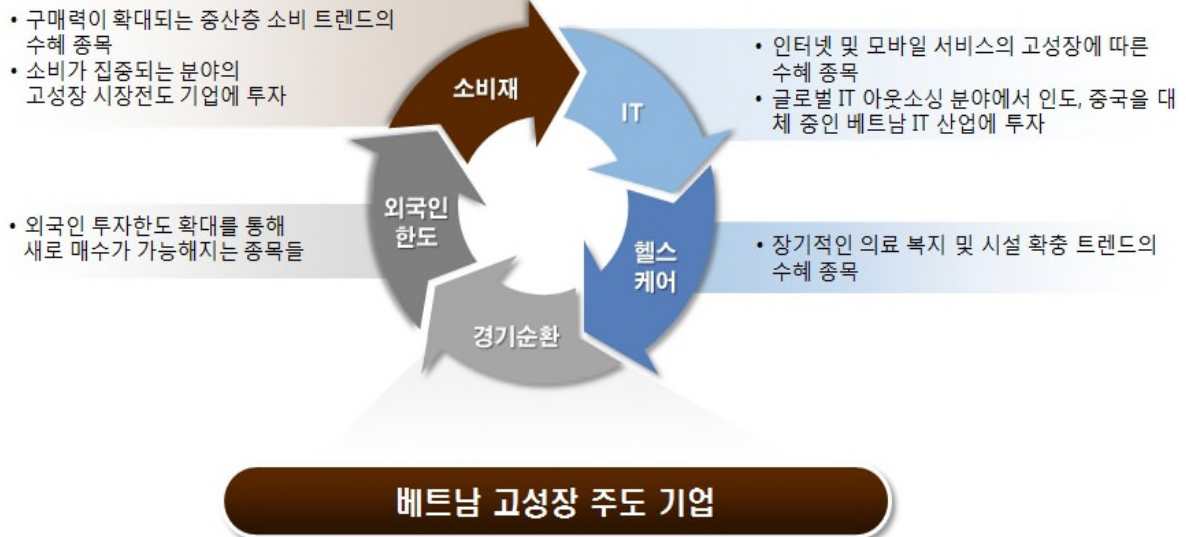 • 구매력이 확대되는 중산층 소비 트렌드의
수혜 종목
• 소비가 집중되는 분야의
고성장 시장전도 기업에 투자
소비재
IT
• 인터넷 및 모바일 서비스의 고성장에 따른
수혜 종목
• 글로벌 IT 아웃소싱 분야에서 인도, 중국을 대
체 중인 베트남 IT 산업에 투자
• 외국인 투자한도 확대를 통해
새로 매수가 가능해지는 종목들
외국인
한도
헬스
케어
• 장기적인 의료 복지 및 시설 확충 트렌드의
수혜 종목
경기순환
베트남 고성장 주도 기업